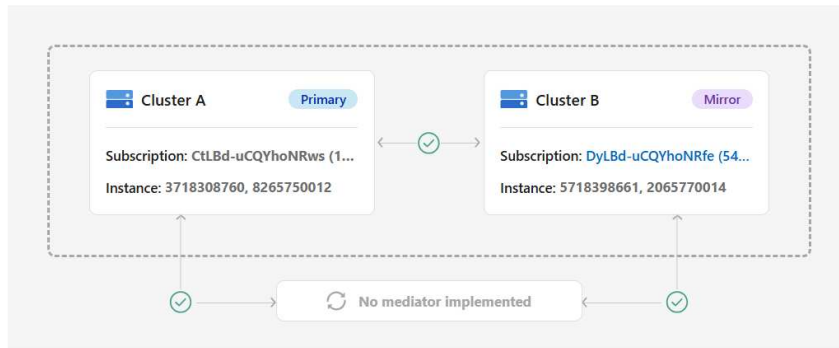 Cluster A
Primary
Subscription: CtLBd-uCQYhoNRws (1...
Instance: 3718308760, 8265750012
Cluster B
Mirror
Subscription: DyLBd-uCQYhoNRfe (54...
Instance: 5718398661, 2065770014
No mediator implemented